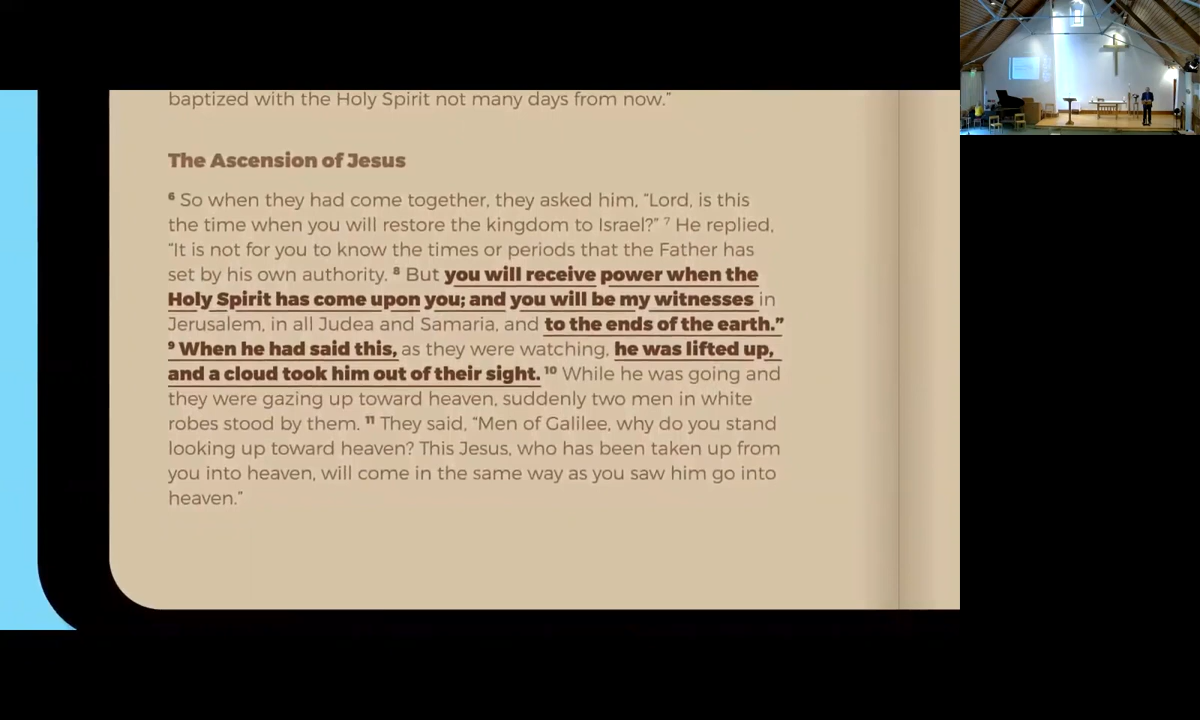 baptized with the Holy Spirit not many days from now.”
The Ascension of Jesus
⁶ So when they had come together, they asked him, “Lord, is this
the time when you will restore the kingdom to Israel?” ⁷ He replied,
“It is not for you to know the times or periods that the Father has
set by his own authority. ⁸ But you will receive power when the
Holy Spirit has come upon you; and you will be my witnesses in
Jerusalem, in all Judea and Samaria, and to the ends of the earth.”
⁹ When he had said this, as they were watching, he was lifted up,
and a cloud took him out of their sight. ¹⁰ While he was going and
they were gazing up toward heaven, suddenly two men in white
robes stood by them. ¹¹ They said, “Men of Galilee, why do you stand
looking up toward heaven? This Jesus, who has been taken up from
you into heaven, will come in the same way as you saw him go into
heaven.”